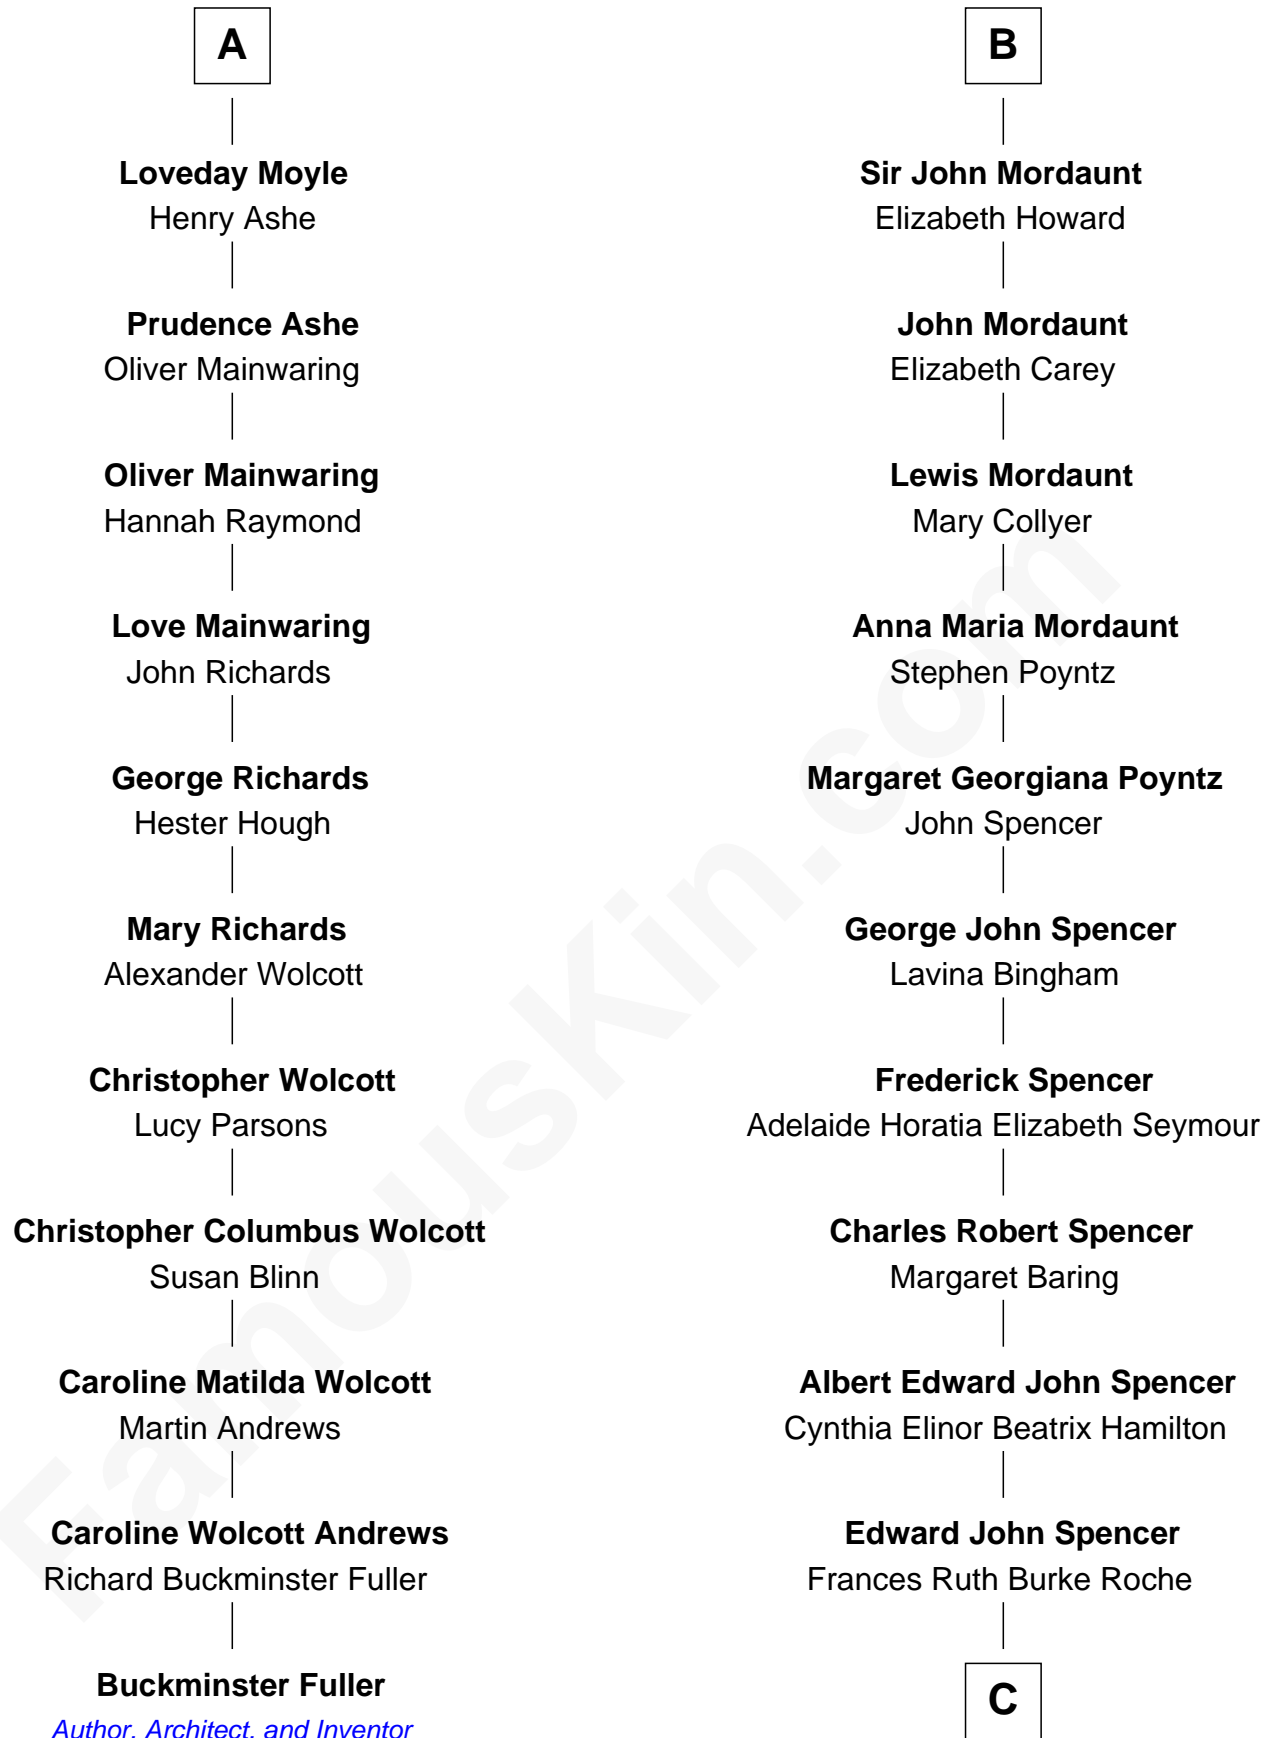 A
Loveday Moyle
Henry Ashe
Prudence Ashe
Oliver Mainwaring
Oliver Mainwaring
Hannah Raymond
Love Mainwaring
John Richards
George Richards
Hester Hough
Mary Richards
Alexander Wolcott
Christopher Wolcott
Lucy Parsons
Christopher Columbus Wolcott
Susan Blinn
Caroline Matilda Wolcott
Martin Andrews
Caroline Wolcott Andrews
Richard Buckminster Fuller
Buckminster Fuller
Author, Architect, and Inventor
B
Sir John Mordaunt
Elizabeth Howard
John Mordaunt
Elizabeth Carey
Lewis Mordaunt
Mary Collyer
Anna Maria Mordaunt
Stephen Poyntz
Margaret Georgiana Poyntz
John Spencer
George John Spencer
Lavina Bingham
Frederick Spencer
Adelaide Horatia Elizabeth Seymour
Charles Robert Spencer
Margaret Baring
Albert Edward John Spencer
Cynthia Elinor Beatrix Hamilton
Edward John Spencer
Frances Ruth Burke Roche
C
FamousKin.com